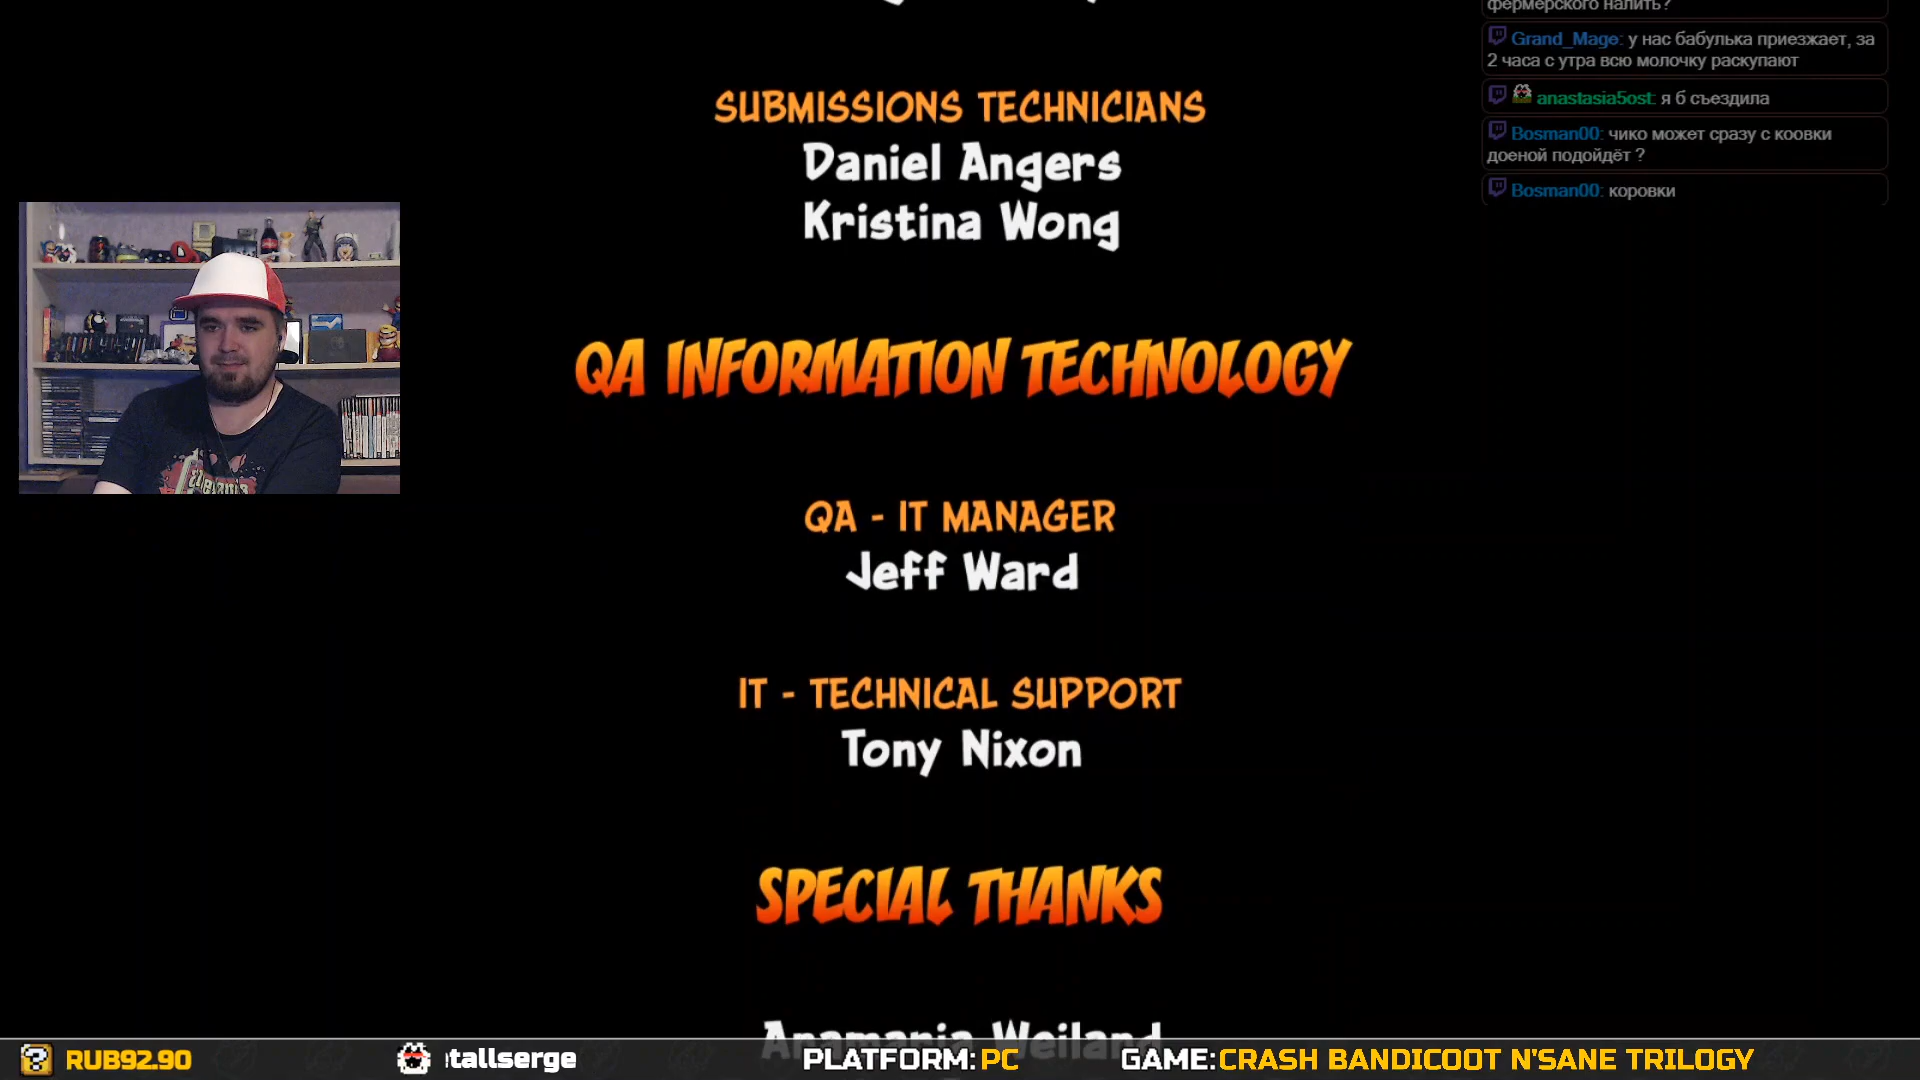 фермерского налить?
Grand_Mage: у нас бабулька приезжает, за
2 часа с утра всю молочку раскупают
anastasia5ost: я б съездила
Bosman00: чико может сразу с коовки
доеной подойдёт ?
Bosman00: коровки
SUBMISSIONS TECHNICIANS
Daniel Angers
Kristina Wong
QA INFORMATION TECHNOLOGY
QA - IT MANAGER
Jeff Ward
IT - TECHNICAL SUPPORT
Tony Nixon
SPECIAL THANKS
Anamaria Weiland
RUB92.90
tallserge
PLATFORM: PC
GAME: CRASH BANDICOOT N'SANE TRILOGY